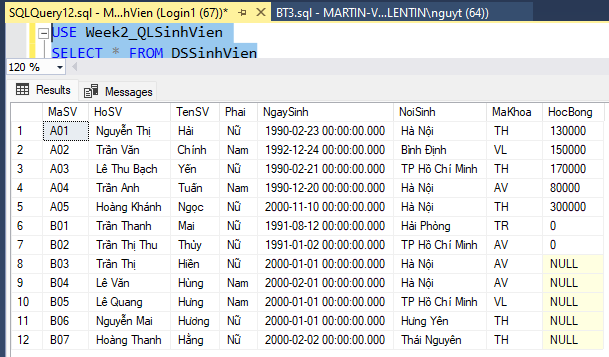 SQLQuery12.sql - M...hVien (Login1 (67))* BT3.sql - MARTIN-V...LENTIN\nguyt (64))
USE Week2_QLSinhVien
SELECT * FROM DSSinhVien
120 %
Results Messages
MaSV HoSV TenSV Phai NgaySinh NoiSinh MaKhoa HocBong
1 A01 Nguyễn Thị Hải Nữ 1990-02-23 00:00:00.000 Hà Nội TH 130000
2 A02 Trần Văn Chính Nam 1992-12-24 00:00:00.000 Bình Định VL 150000
3 A03 Lê Thu Bạch Yến Nữ 1990-02-21 00:00:00.000 TP Hồ Chí Minh TH 170000
4 A04 Trần Anh Tuấn Nam 1990-12-20 00:00:00.000 Hà Nội AV 80000
5 A05 Hoàng Khánh Ngọc Nữ 2000-11-10 00:00:00.000 Hà Nội TH 300000
6 B01 Trần Thanh Mai Nữ 1991-08-12 00:00:00.000 Hải Phòng TR 0
7 B02 Trần Thị Thu Thủy Nữ 1991-01-02 00:00:00.000 TP Hồ Chí Minh AV 0
8 B03 Trần Thị Hiền Nữ 2000-01-01 00:00:00.000 Hà Nội AV NULL
9 B04 Lê Văn Hùng Nam 2000-02-01 00:00:00.000 Hà Nội AV NULL
10 B05 Lê Quang Hưng Nam 2000-01-01 00:00:00.000 TP Hồ Chí Minh VL NULL
11 B06 Nguyễn Mai Hương Nữ 2000-01-01 00:00:00.000 Hưng Yên TH NULL
12 B07 Hoàng Thanh Hằng Nữ 2000-02-02 00:00:00.000 Thái Nguyên TH NULL